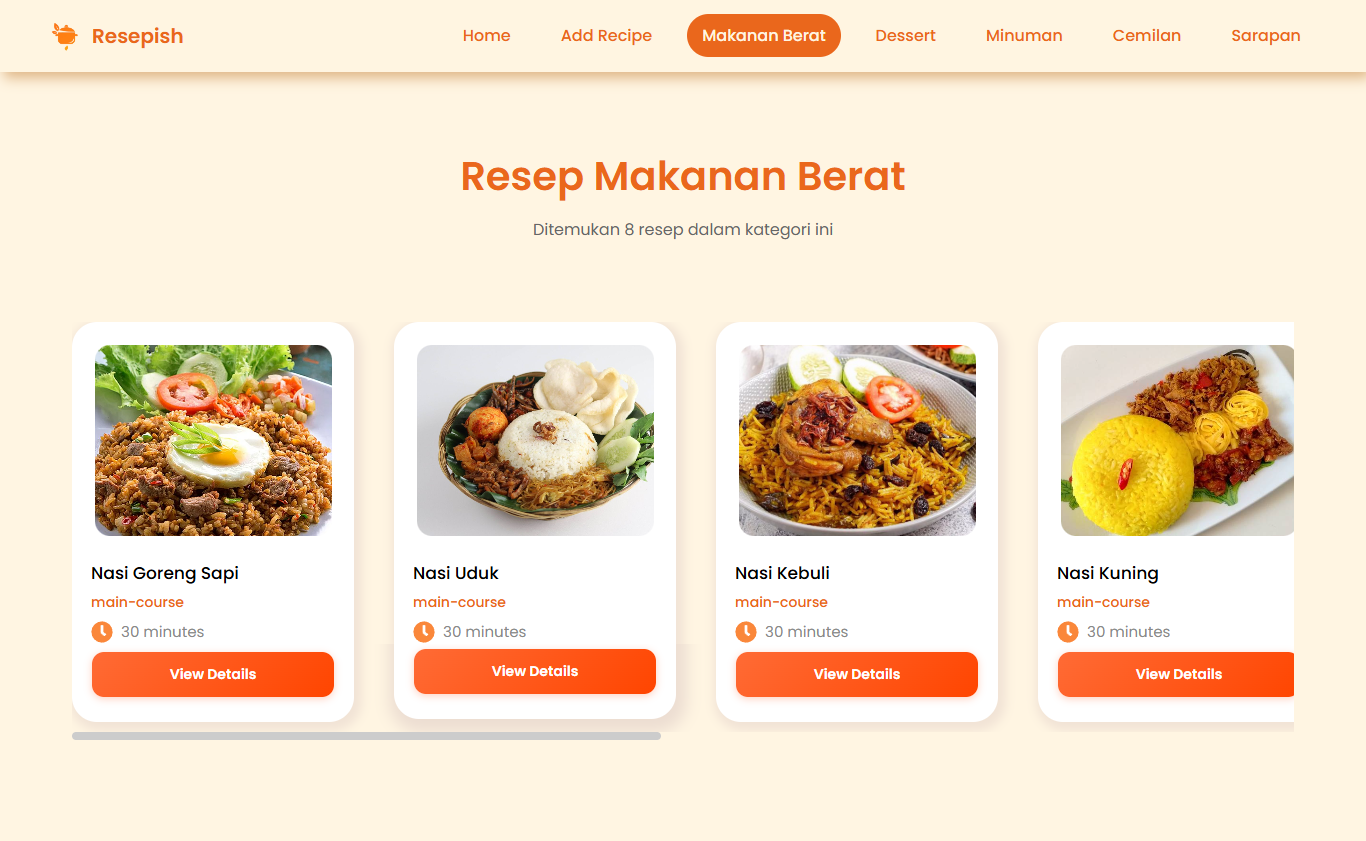 Resepish
Home
Add Recipe
Makanan Berat
Dessert
Minuman
Cemilan
Sarapan
Resep Makanan Berat
Ditemukan 8 resep dalam kategori ini
Nasi Goreng Sapi
main-course
30 minutes
View Details
Nasi Uduk
main-course
30 minutes
View Details
Nasi Kebuli
main-course
30 minutes
View Details
Nasi Kuning
main-course
30 minutes
View Details